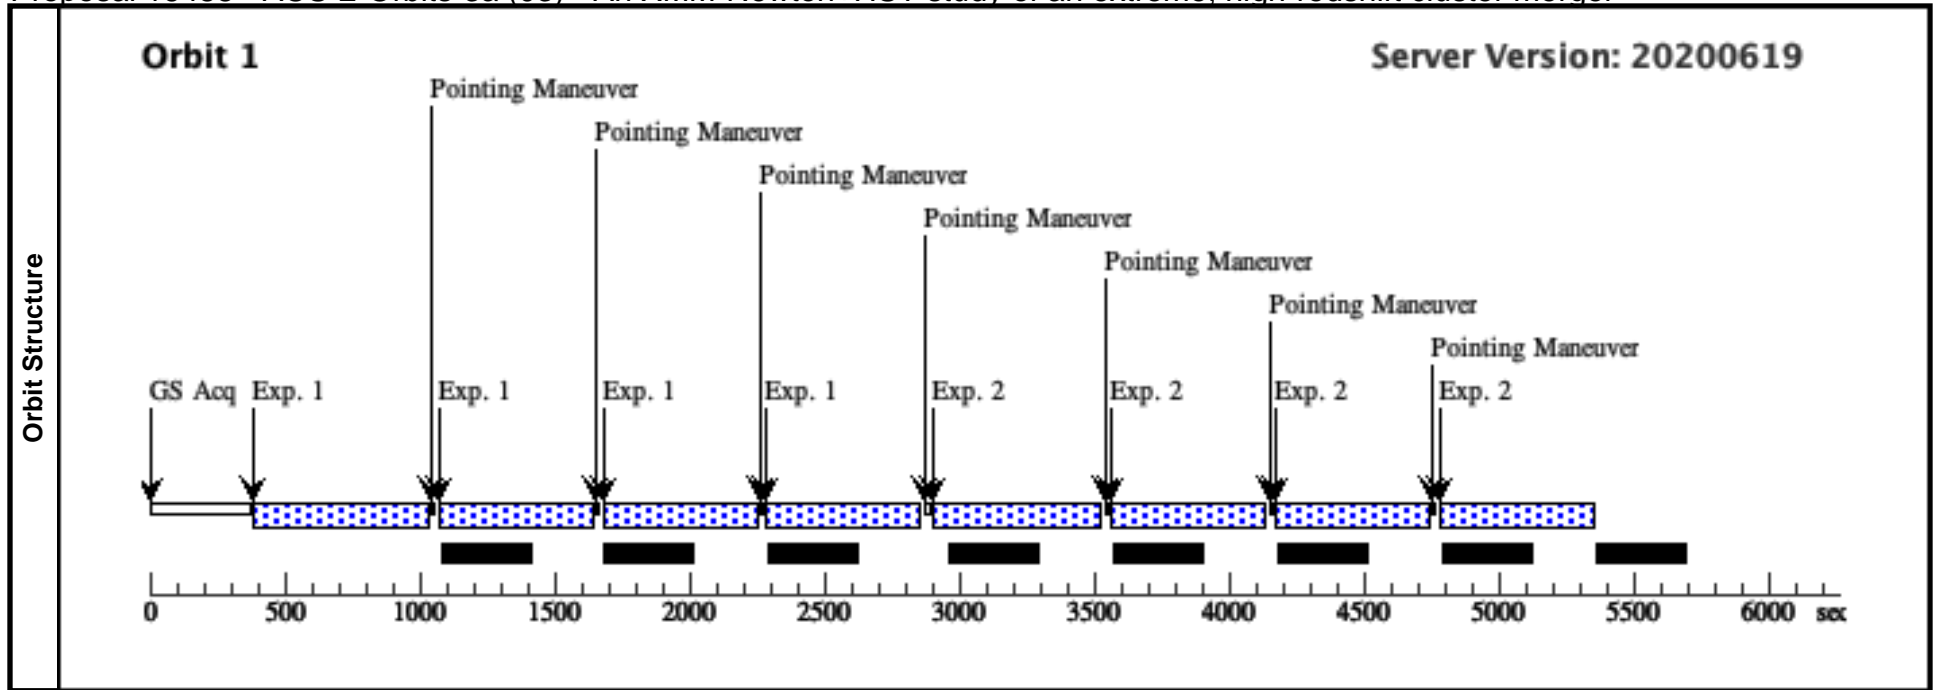 Orbit 1 Server Version: 20200619
Pointing Maneuver
Pointing Maneuver
Pointing Maneuver
Pointing Maneuver
Pointing Maneuver
Pointing Maneuver
Pointing Maneuver
GS Acq Exp. 1 Exp. 1 Exp. 1 Exp. 1 Exp. 2 Exp. 2 Exp. 2 Exp. 2
0 500 1000 1500 2000 2500 3000 3500 4000 4500 5000 5500 6000 sec
Orbit Structure